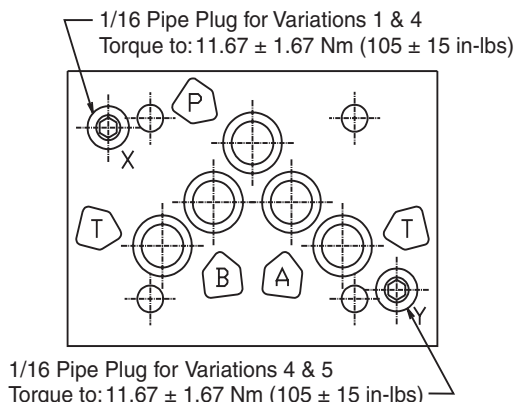 1/16 Pipe Plug for Variations 1 & 4
Torque to: 11.67 ± 1.67 Nm (105 ± 15 in-lbs)
P
X
T
T
B
A
Y
1/16 Pipe Plug for Variations 4 & 5
Torque to: 11.67 ± 1.67 Nm (105 ± 15 in-lbs)